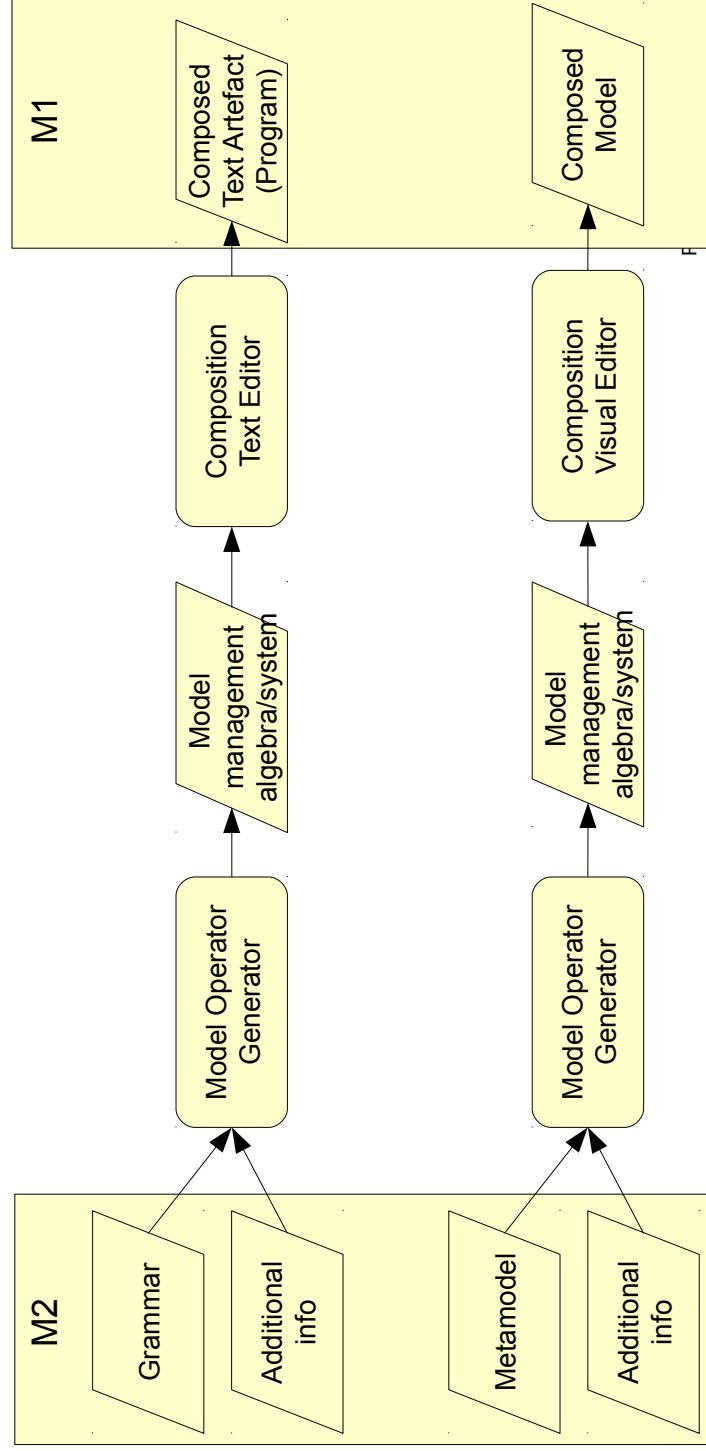 M2
Grammar
Additional
info
Metamodel
Additional
info
Model Operator
Generator
Model Operator
Generator
Model
management
algebra/system
Model
management
algebra/system
Composition
Text Editor
Composition
Visual Editor
M1
Composed
Text Artefact
(Program)
Composed
Model